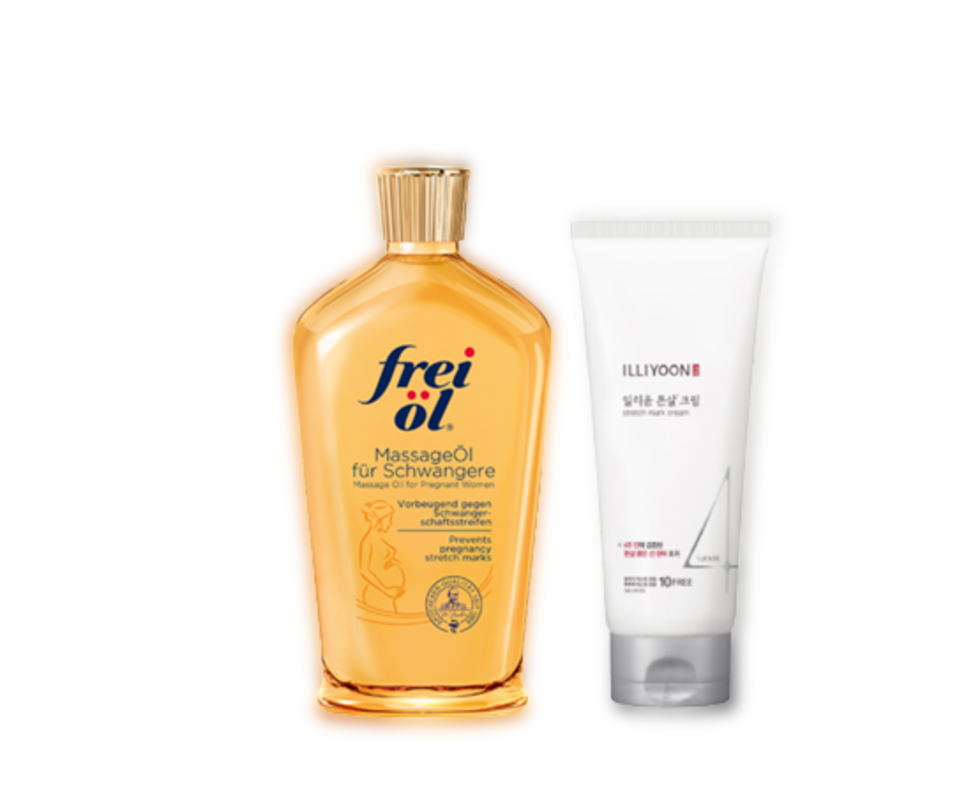 frei
öl®
MassageÖl
für Schwangere
Massage Oil for Pregnant Women
Vorbeugend gegen
Schwanger-
schaftsstreifen
Prevents
pregnancy
stretch marks
ILLIYOON
일리윤 튼살 크림
stretch mark cream
4
10 FREE